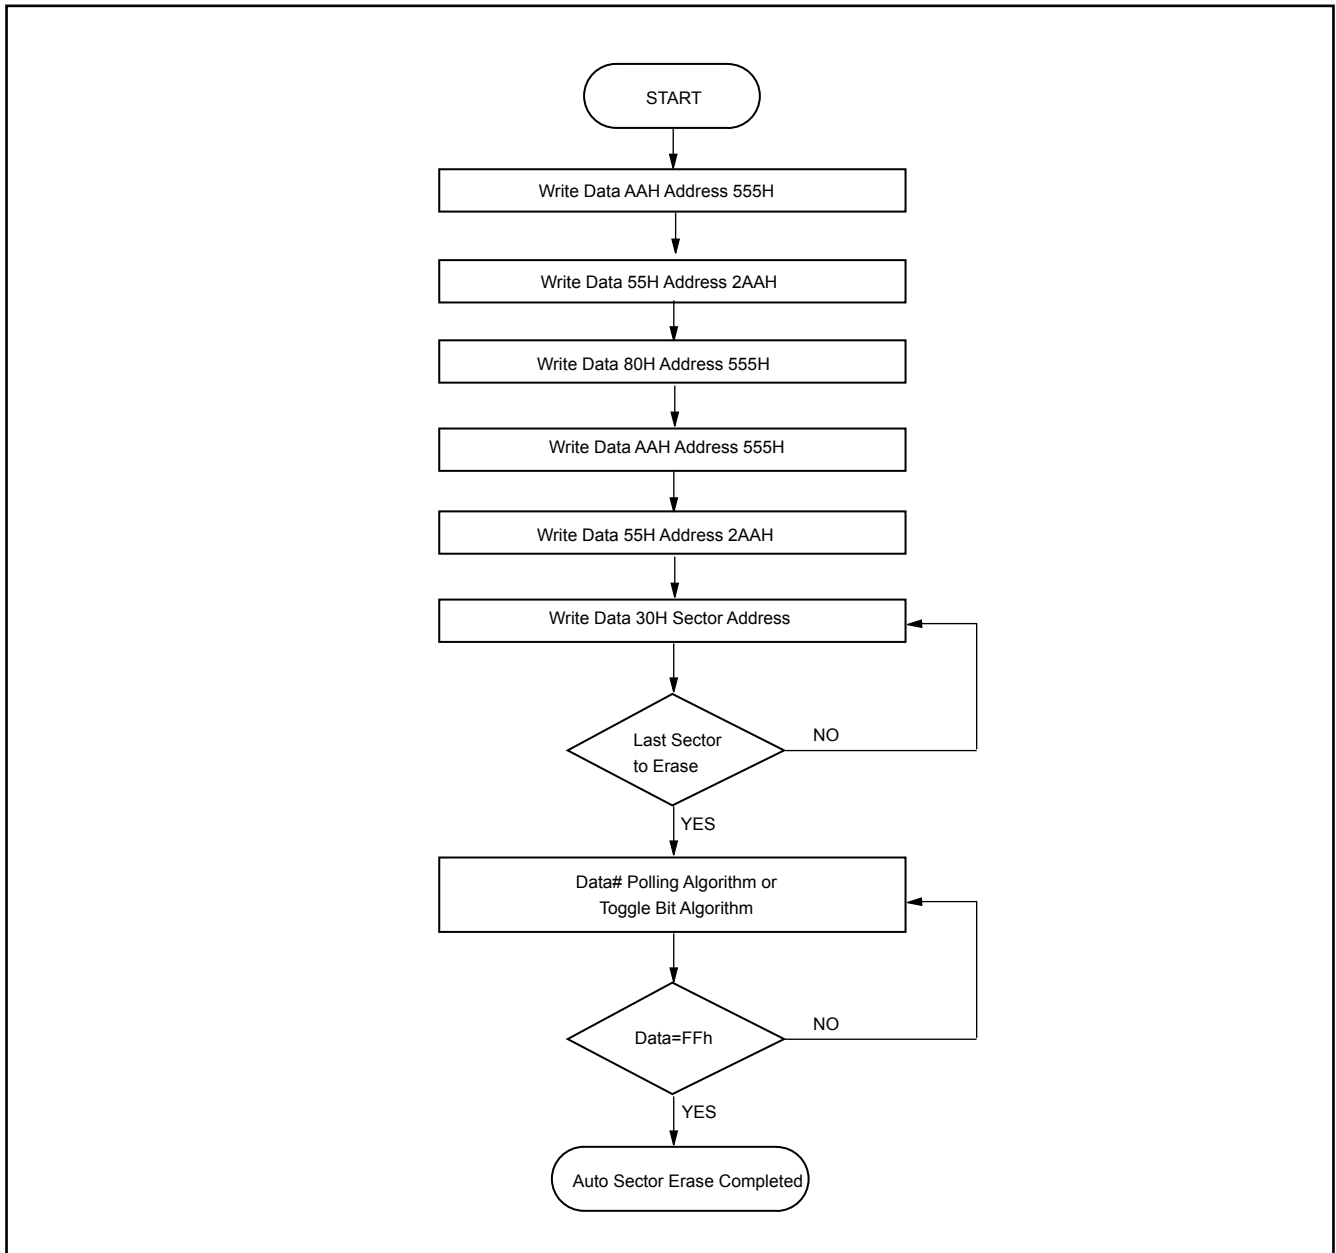 START
Write Data AAH Address 555H
Write Data 55H Address 2AAH
Write Data 80H Address 555H
Write Data AAH Address 555H
Write Data 55H Address 2AAH
Write Data 30H Sector Address
Last Sector
to Erase
NO
YES
Data# Polling Algorithm or
Toggle Bit Algorithm
Data=FFh
NO
YES
Auto Sector Erase Completed